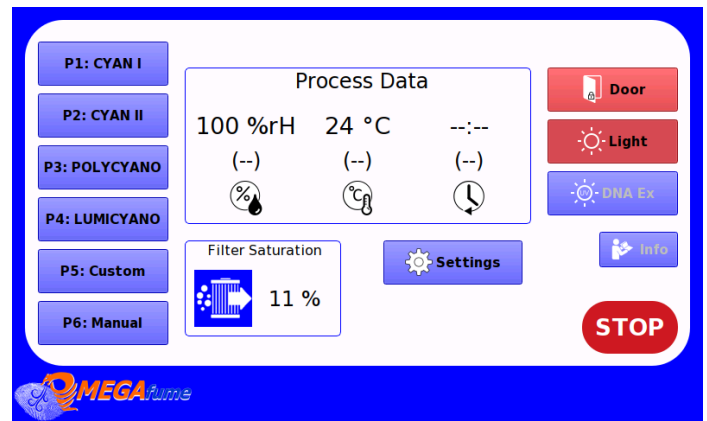 P1: CYAN I
P2: CYAN II
P3: POLYCYANO
P4: LUMICYANO
P5: Custom
P6: Manual
Process Data
100 %rH 24 °C --:--
(--) (--) (--)
% °C
Filter Saturation
11 %
Settings
Door
Light
UV DNA Ex
Info
STOP
OMEGAfume